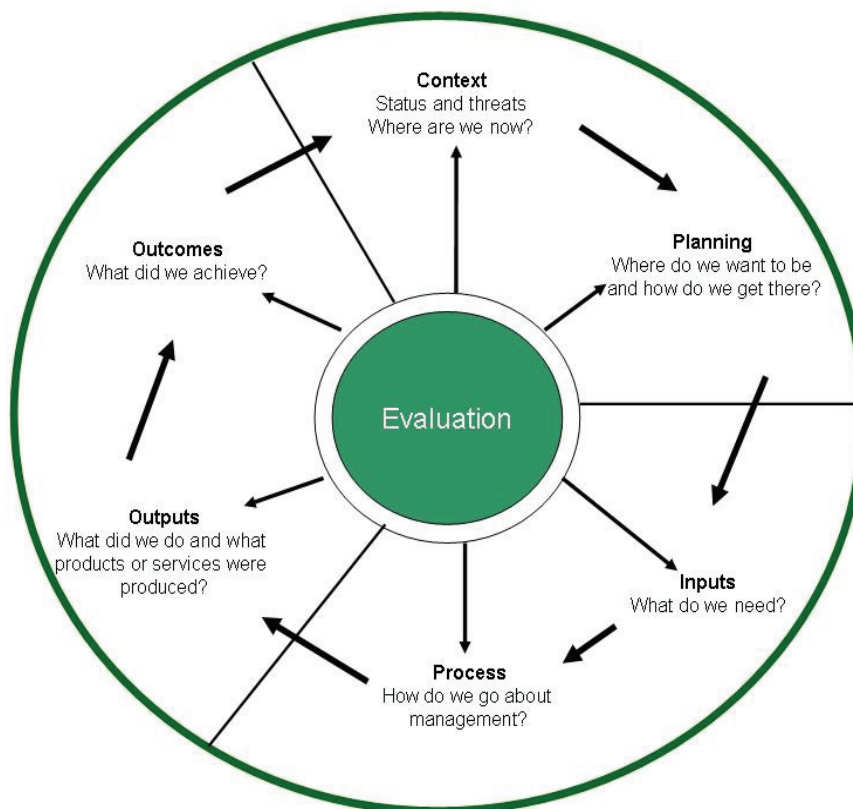 Context
Status and threats
Where are we now?
Planning
Where do we want to be
and how do we get there?
Inputs
What do we need?
Process
How do we go about
management?
Outputs
What did we do and what
products or services were
produced?
Outcomes
What did we achieve?
Evaluation